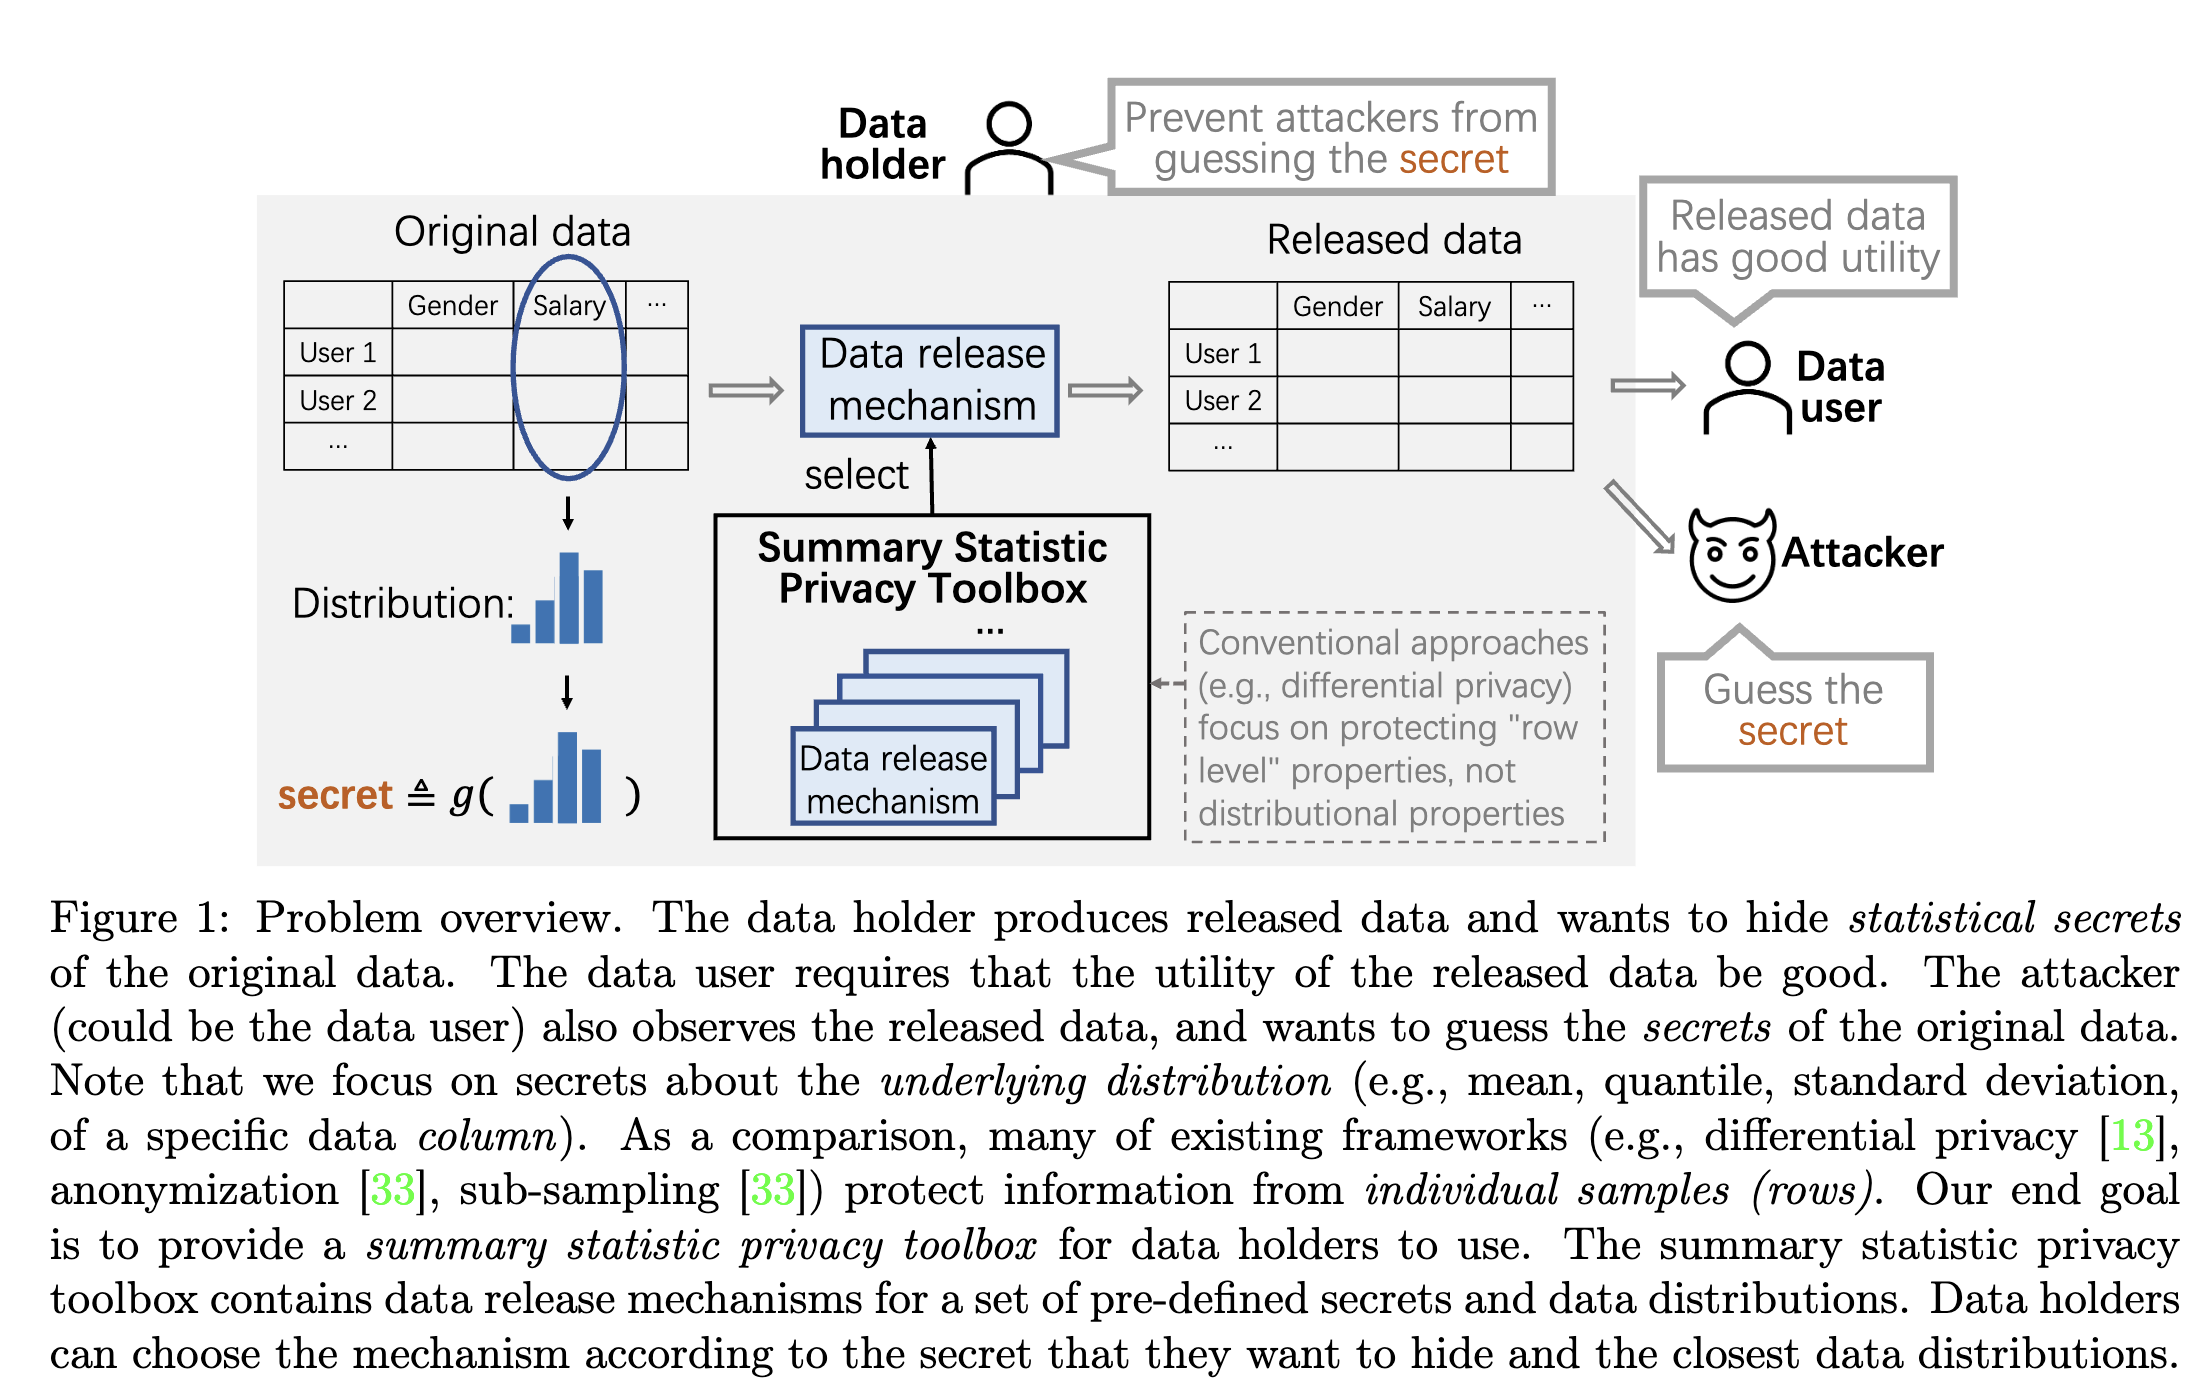 Data
holder
Prevent attackers from
guessing the secret
Released data
has good utility
Original data
Gender Salary ...
User 1
User 2
...
Data release
mechanism
Released data
Gender Salary ...
User 1
User 2
...
Data
user
select
Attacker
Guess the
secret
Distribution:
secret ≜ g( )
Summary Statistic
Privacy Toolbox
...
Data release
mechanism
Conventional approaches
(e.g., differential privacy)
focus on protecting "row
level" properties, not
distributional properties
Figure 1: Problem overview. The data holder produces released data and wants to hide statistical secrets
of the original data. The data user requires that the utility of the released data be good. The attacker
(could be the data user) also observes the released data, and wants to guess the secrets of the original data.
Note that we focus on secrets about the underlying distribution (e.g., mean, quantile, standard deviation,
of a specific data column). As a comparison, many of existing frameworks (e.g., differential privacy [13],
anonymization [33], sub-sampling [33]) protect information from individual samples (rows). Our end goal
is to provide a summary statistic privacy toolbox for data holders to use. The summary statistic privacy
toolbox contains data release mechanisms for a set of pre-defined secrets and data distributions. Data holders
can choose the mechanism according to the secret that they want to hide and the closest data distributions.